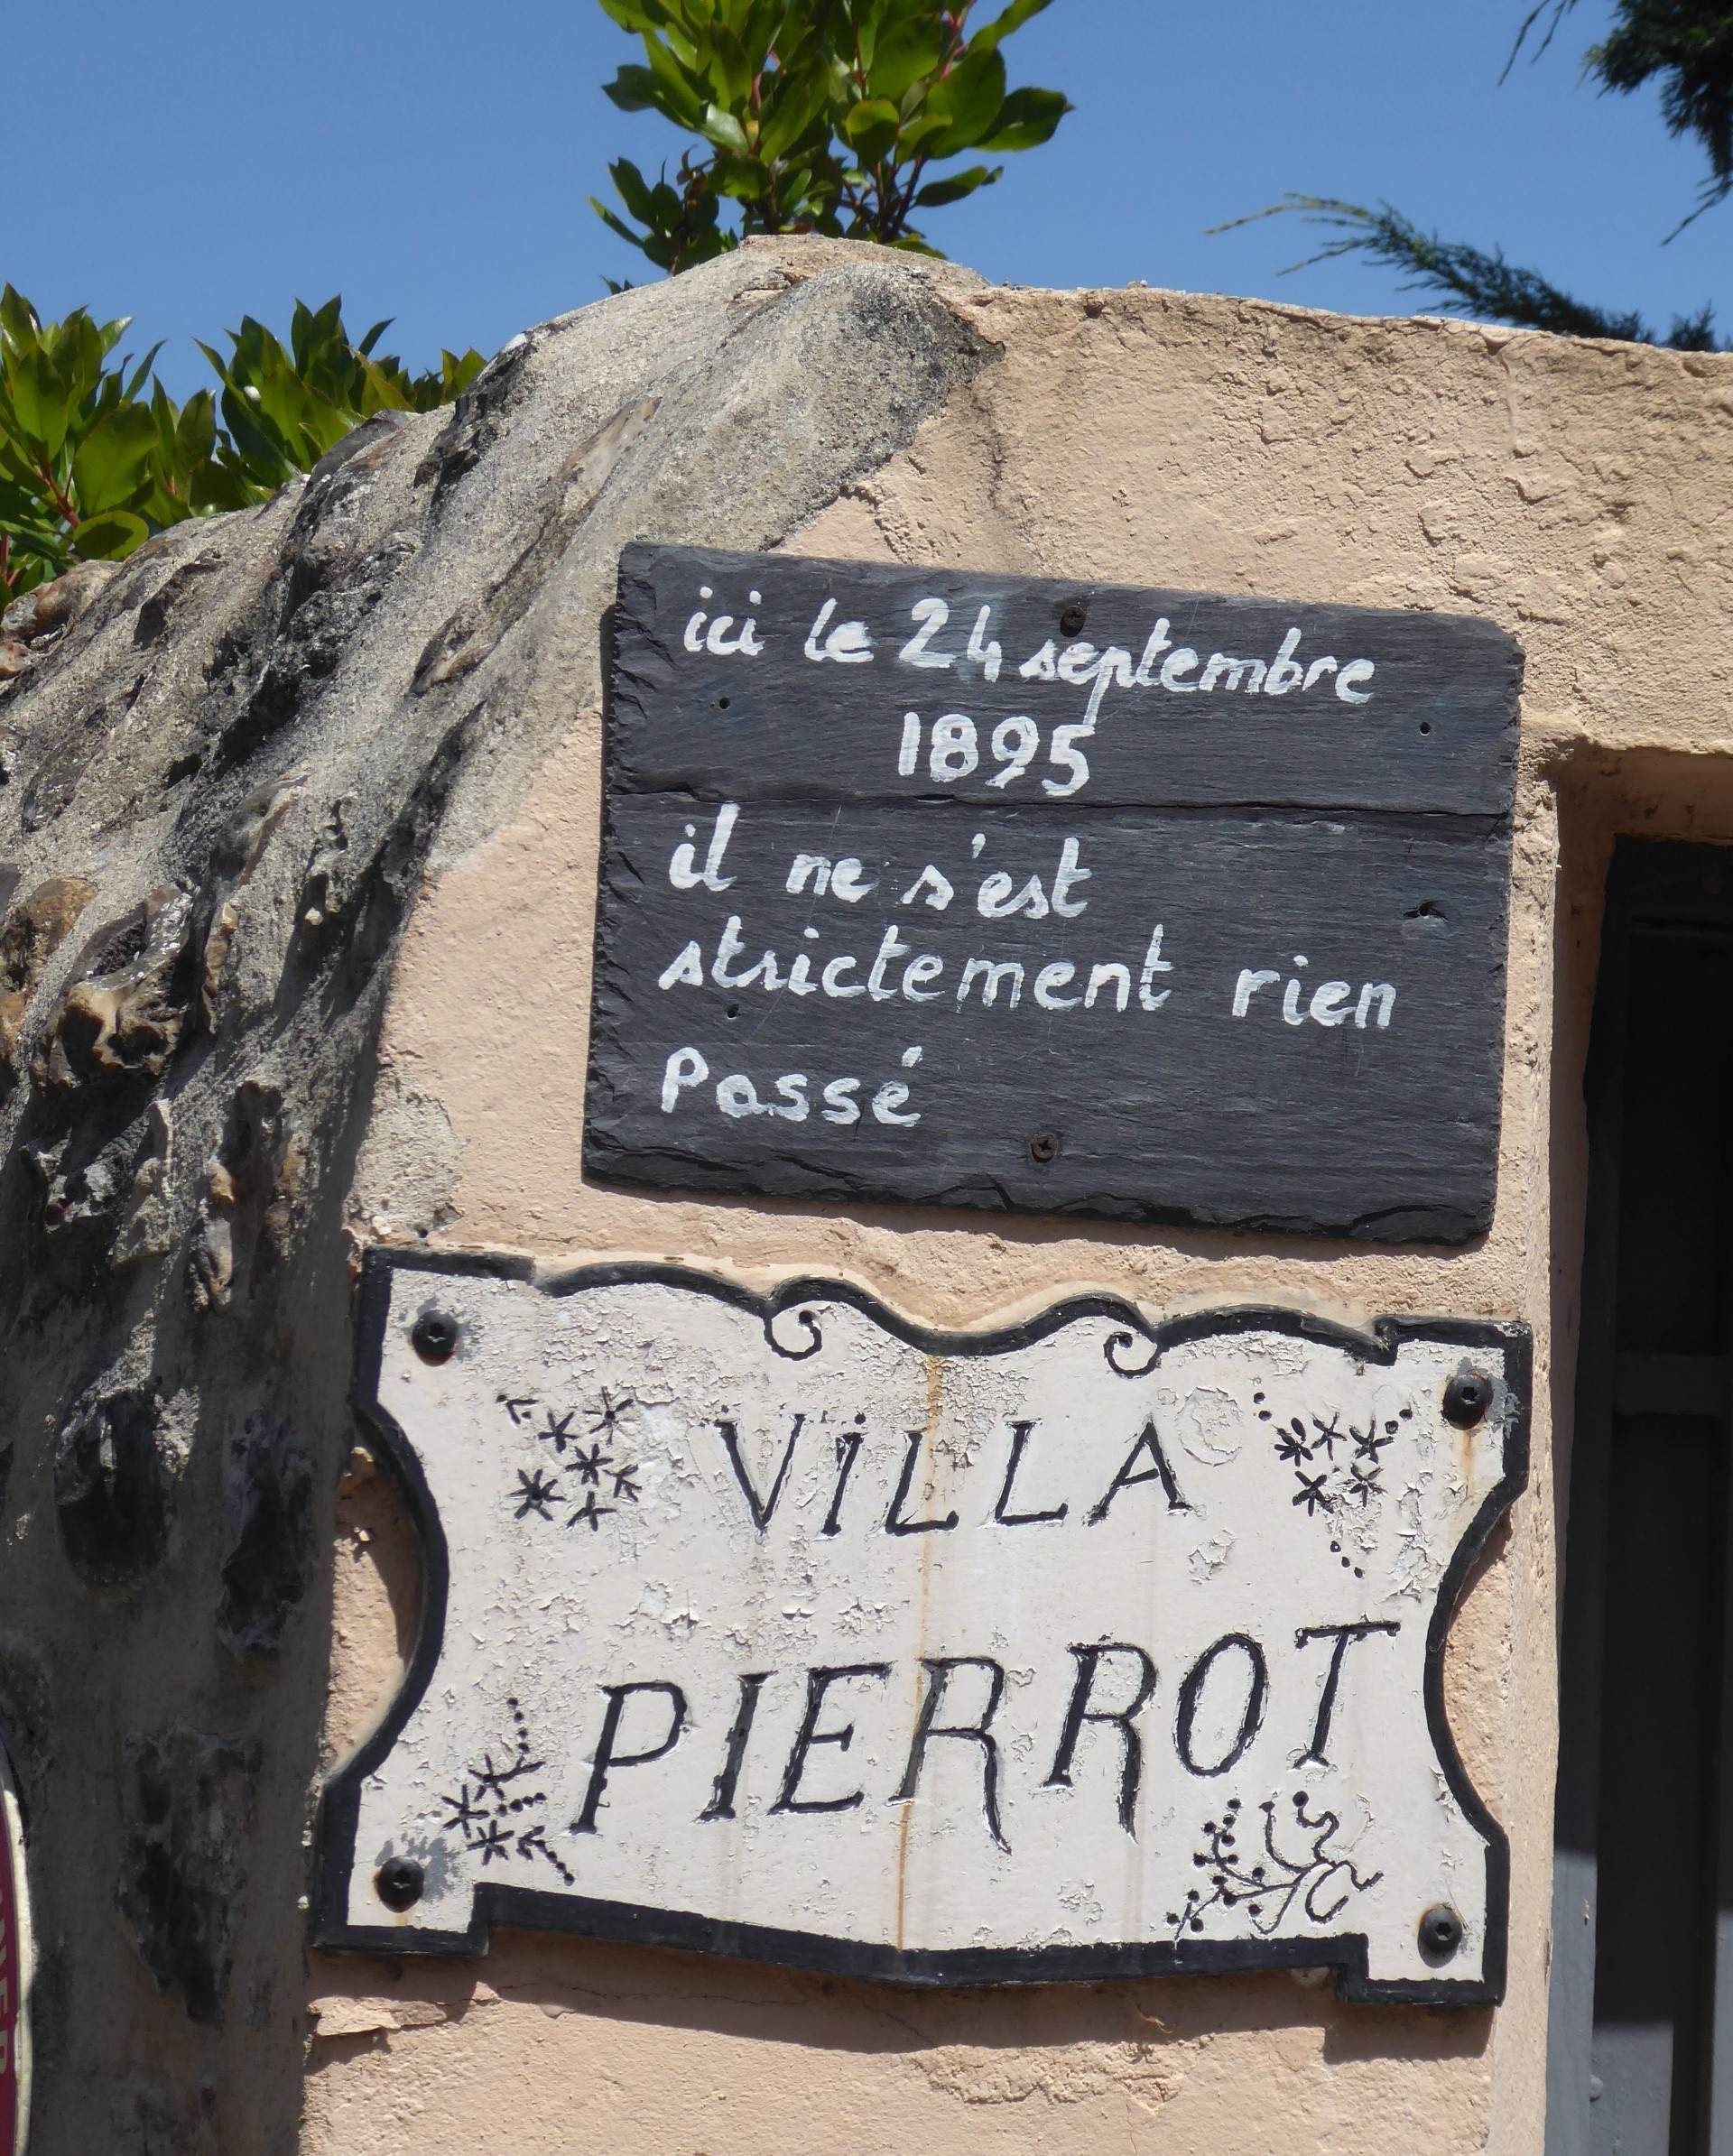 ici le 24 septembre
1895
il ne s'est
strictement rien
Passé
ViLLA
PIERROT